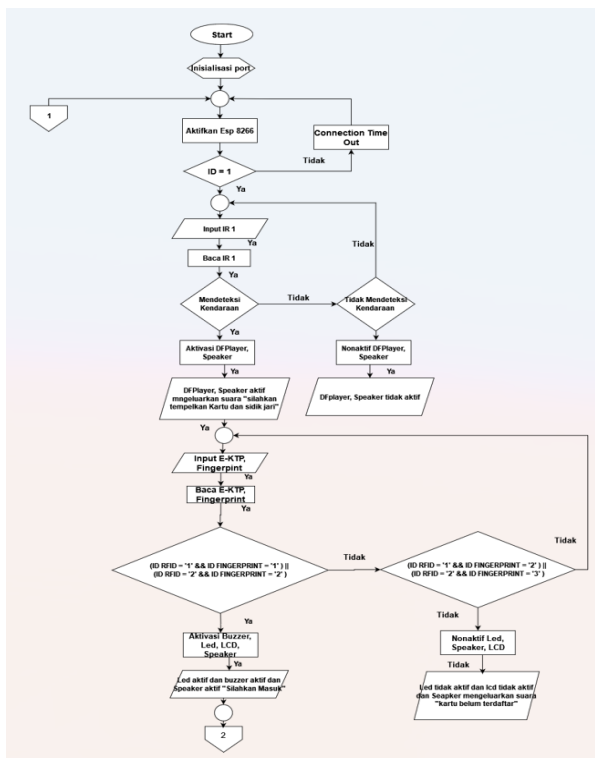 Start
Inisialisasi port
1
Aktifkan Esp 8266
Connection Time
Out
Tidak
ID = 1
Ya
Input IR 1
Ya
Tidak
Baca IR 1
Ya
Mendeteksi
Kendaraan
Tidak
Tidak Mendeteksi
Kendaraan
Ya
Aktivasi DFPlayer,
Speaker
Nonaktif DFPlayer,
Speaker
Ya
Ya
DFPlayer, Speaker aktif
mngeluarkan suara "silahkan
tempelkan Kartu dan sidik jari"
DFplayer, Speaker tidak aktif
Ya
Input E-KTP,
Fingerpint
Ya
Baca E-KTP,
Fingerprint
Ya
Tidak
(ID RFID = '1' && ID FINGERPRINT = '1' ) ||
(ID RFID = '2' && ID FINGERPRINT = '2' )
Tidak
(ID RFID = '1' && ID FINGERPRINT = '2' ) ||
(ID RFID = '2' && ID FINGERPRINT = '3' )
Ya
Tidak
Aktivasi Buzzer,
Led, LCD,
Speaker
Nonaktif Led,
Speaker, LCD
Ya
Tidak
Led aktif dan buzzer aktif dan
Speaker aktif "Silahkan Masuk"
Led tidak aktif dan lcd tidak aktif
dan Seapker mengeluarkan suara
"kartu belum terdaftar"
2